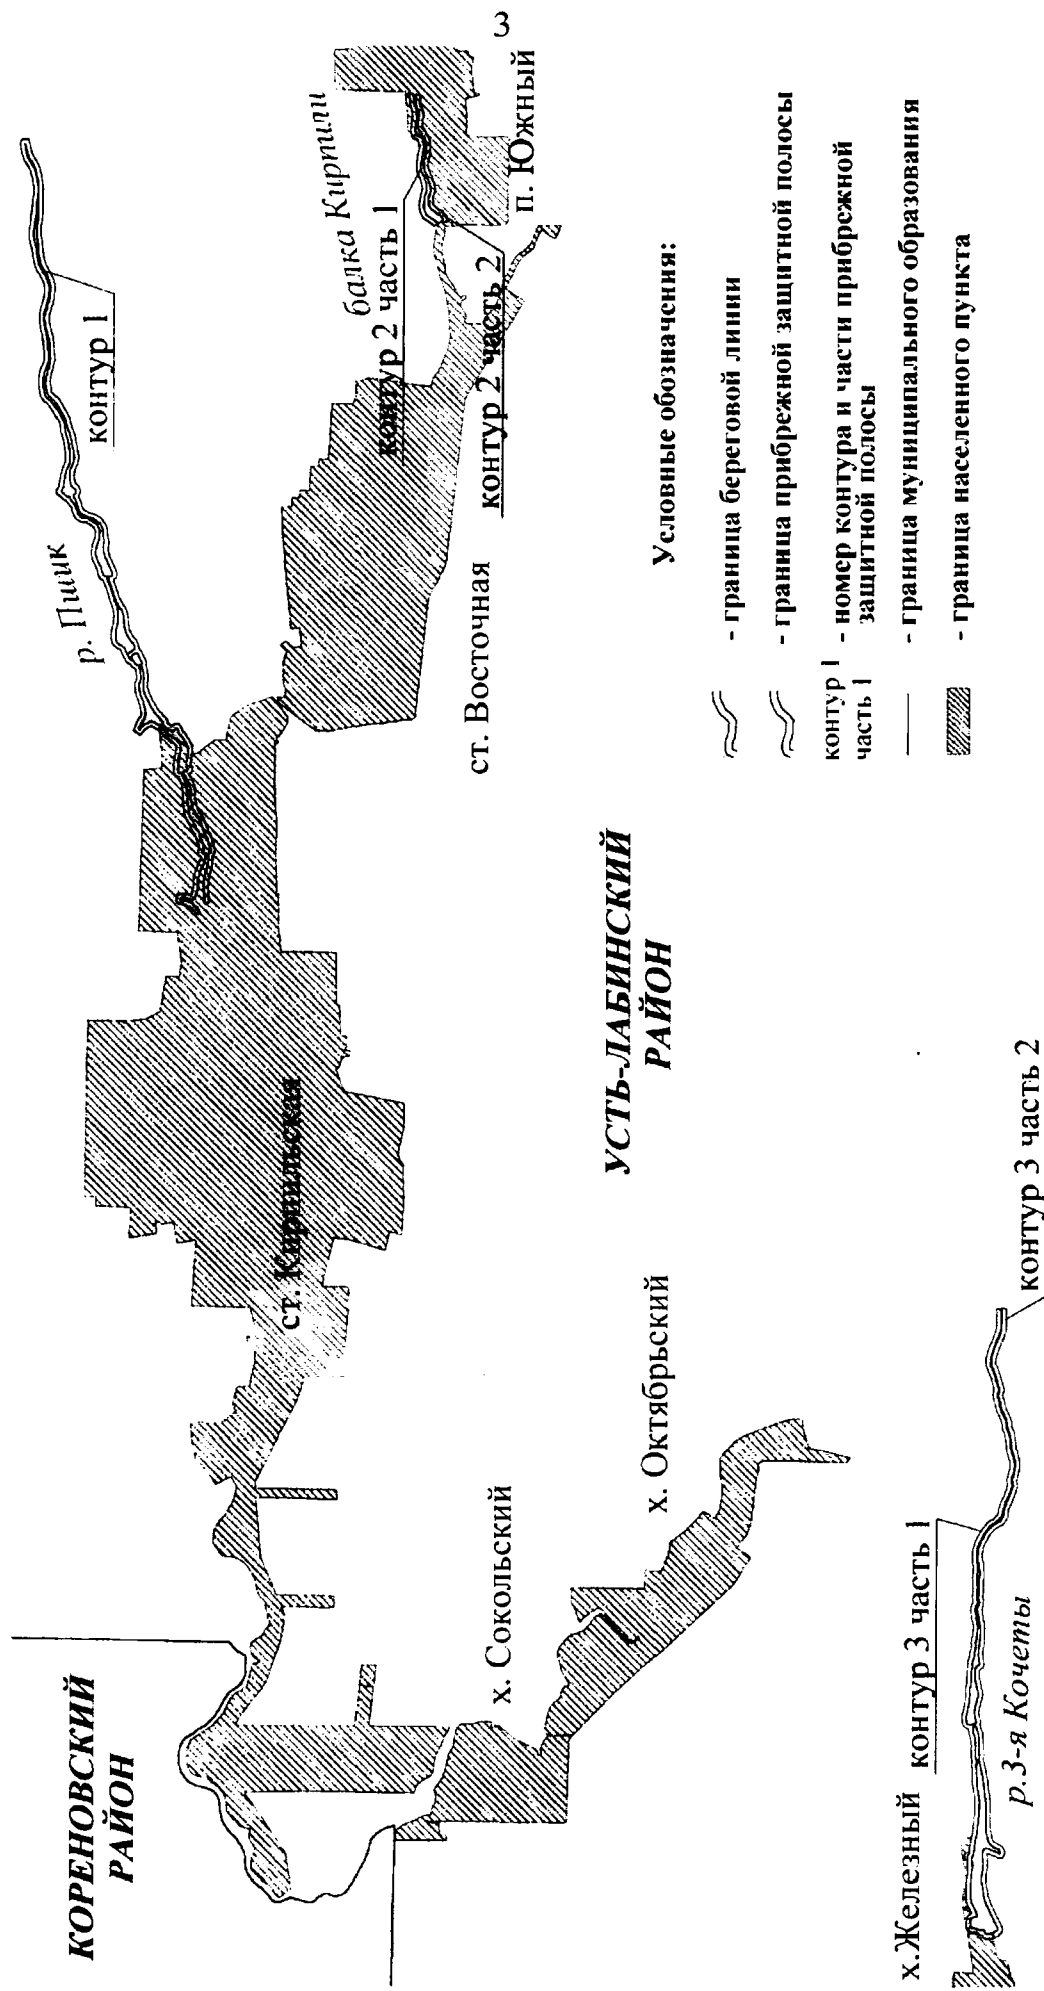 3
р. Пшик
контур 1
балка Кирпили
контур 2 часть 1
контур 2 часть 2
п. Южный
ст. Восточная
ст. Кирпильская
КОРЕНОВСКИЙ
РАЙОН
УСТЬ-ЛАБИНСКИЙ
РАЙОН
х. Сокольский
х. Октябрьский
х.Железный
контур 3 часть 1
р.3-я Кочеты
контур 3 часть 2
Условные обозначения:
- граница береговой линии
- граница прибрежной защитной полосы
контур 1
часть 1
- номер контура и части прибрежной
защитной полосы
- граница муниципального образования
- граница населенного пункта